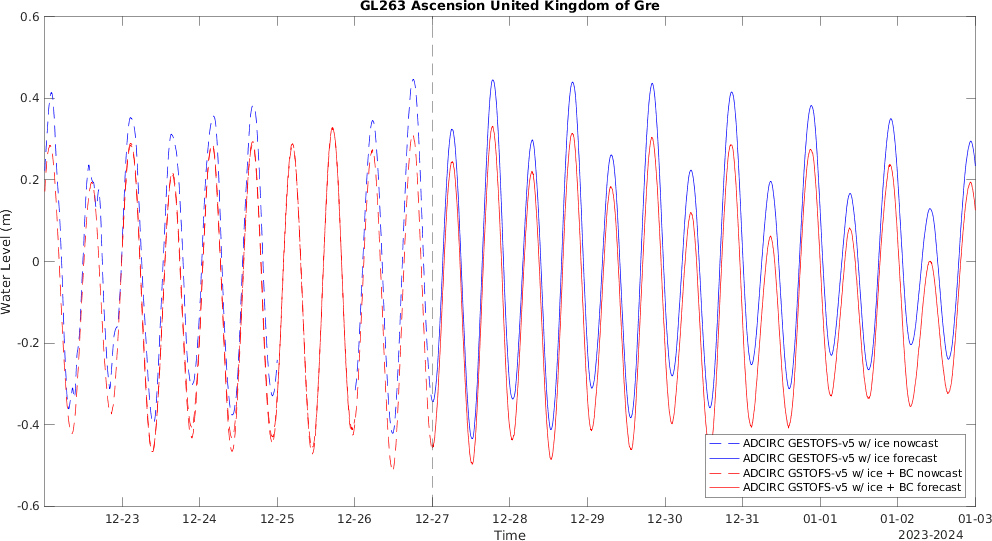 GL263 Ascension United Kingdom of Gre
0.6
0.4
0.2
0
-0.2
-0.4
-0.6
Water Level (m)
ADCIRC GESTOFS-v5 w/ ice nowcast
ADCIRC GESTOFS-v5 w/ ice forecast
ADCIRC GSTOFS-v5 w/ ice + BC nowcast
ADCIRC GSTOFS-v5 w/ ice + BC forecast
12-23 12-24 12-25 12-26 12-27 12-28 12-29 12-30 12-31 01-01 01-02 01-03
Time
2023-2024